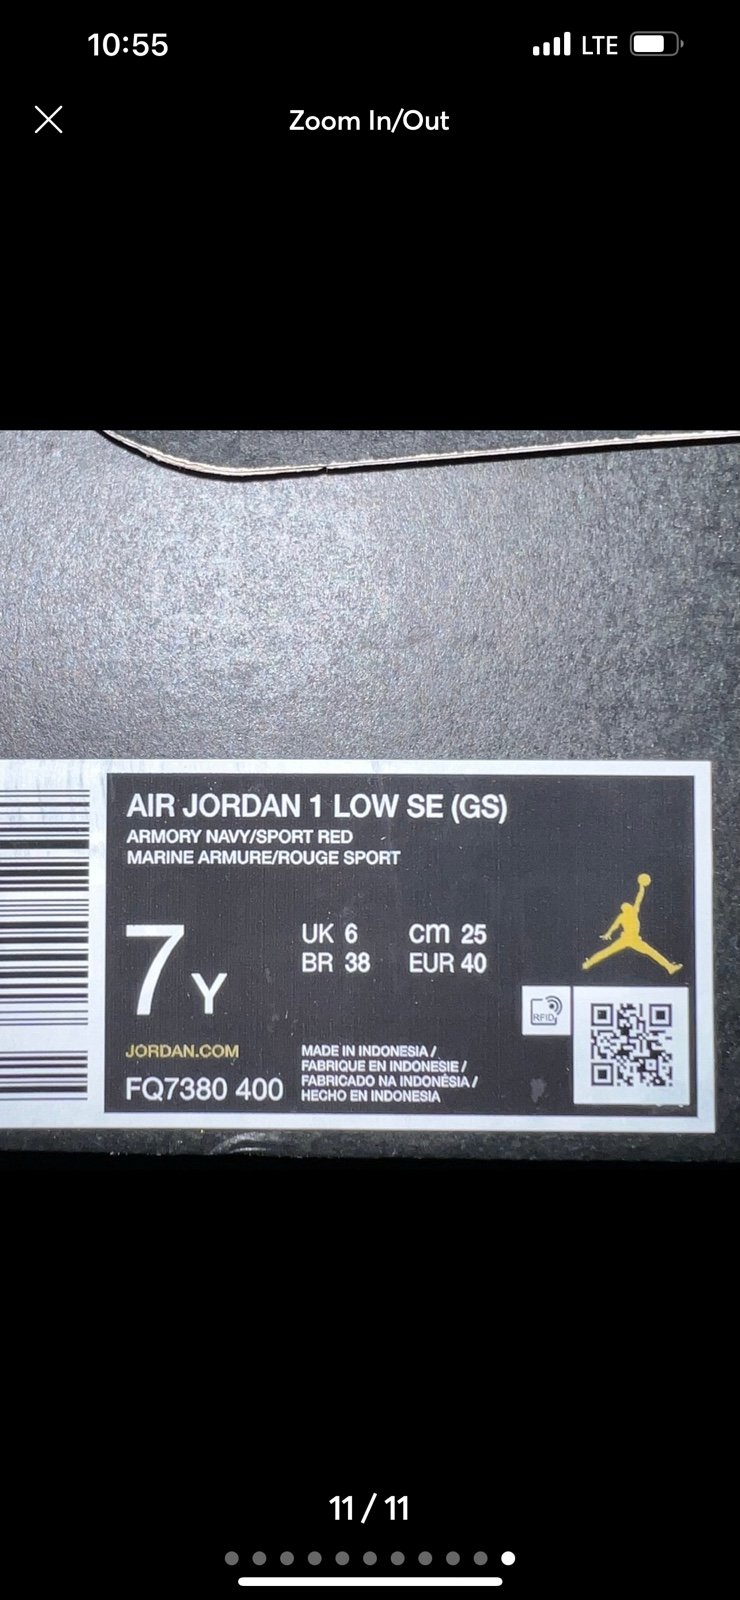 10:55
LTE
Zoom In/Out
AIR JORDAN 1 LOW SE (GS)
ARMORY NAVY/SPORT RED
MARINE ARMURE/ROUGE SPORT
7Y
UK 6 cm 25
BR 38 EUR 40
RFID
JORDAN.COM
FQ7380 400
MADE IN INDONESIA /
FABRIQUE EN INDONESIE /
FABRICADO NA INDONÉSIA /
HECHO EN INDONESIA
11 / 11